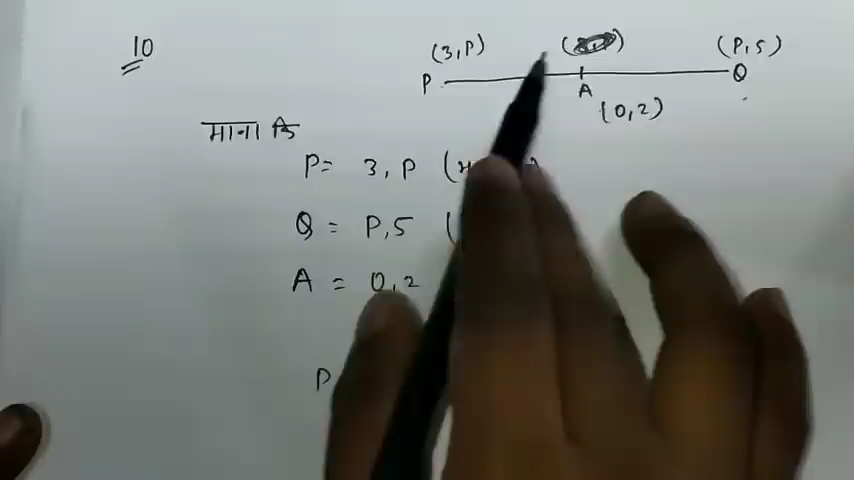 10
(3,P) (P,5)
P A Q
(0,2)
माना कि
P= 3, P (
Q = P,5 (
A = 0,2
P